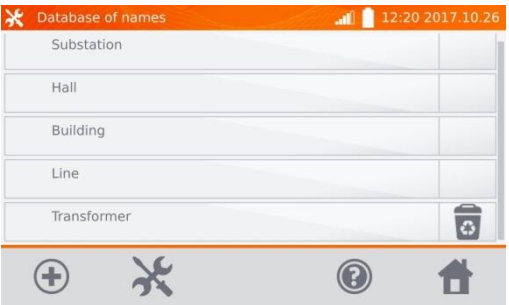 Database of names 12:20 2017.10.26
Substation
Hall
Building
Line
Transformer